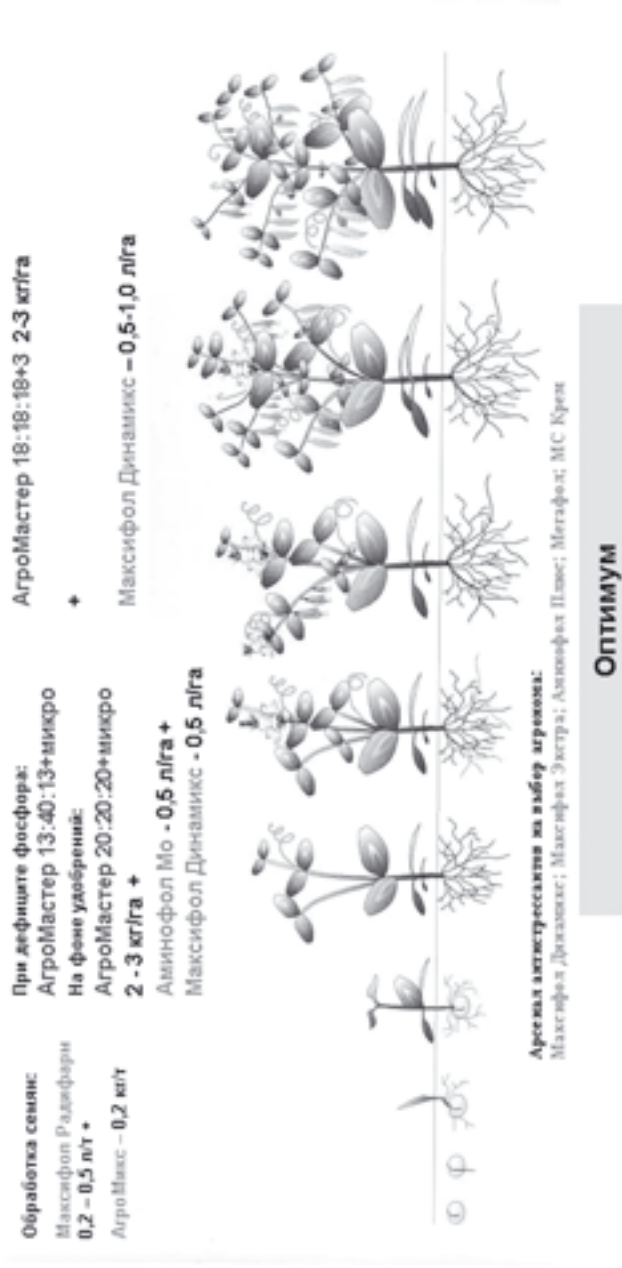 Обработка семян:
Максифол Радифарм
0,2 – 0,5 л/т +
АгроМикс – 0,2 кг/т
При дефиците фосфора:
АгроМастер 13:40:13+микро
На фоне удобрений:
АгроМастер 20:20:20+микро
2 - 3 кг/га +
Аминофол Мо - 0,5 л/га +
Максифол Динамикс - 0,5 л/га
АгроМастер 18:18:18+3 2-3 кг/га
+
Максифол Динамикс – 0,5-1,0 л/га
Арсенал антистрессантов на выбор агронома:
Максифол Динамикс; Максифол Экстра; Аминофол Плюс; Мегафол; МС Крем
Оптимум